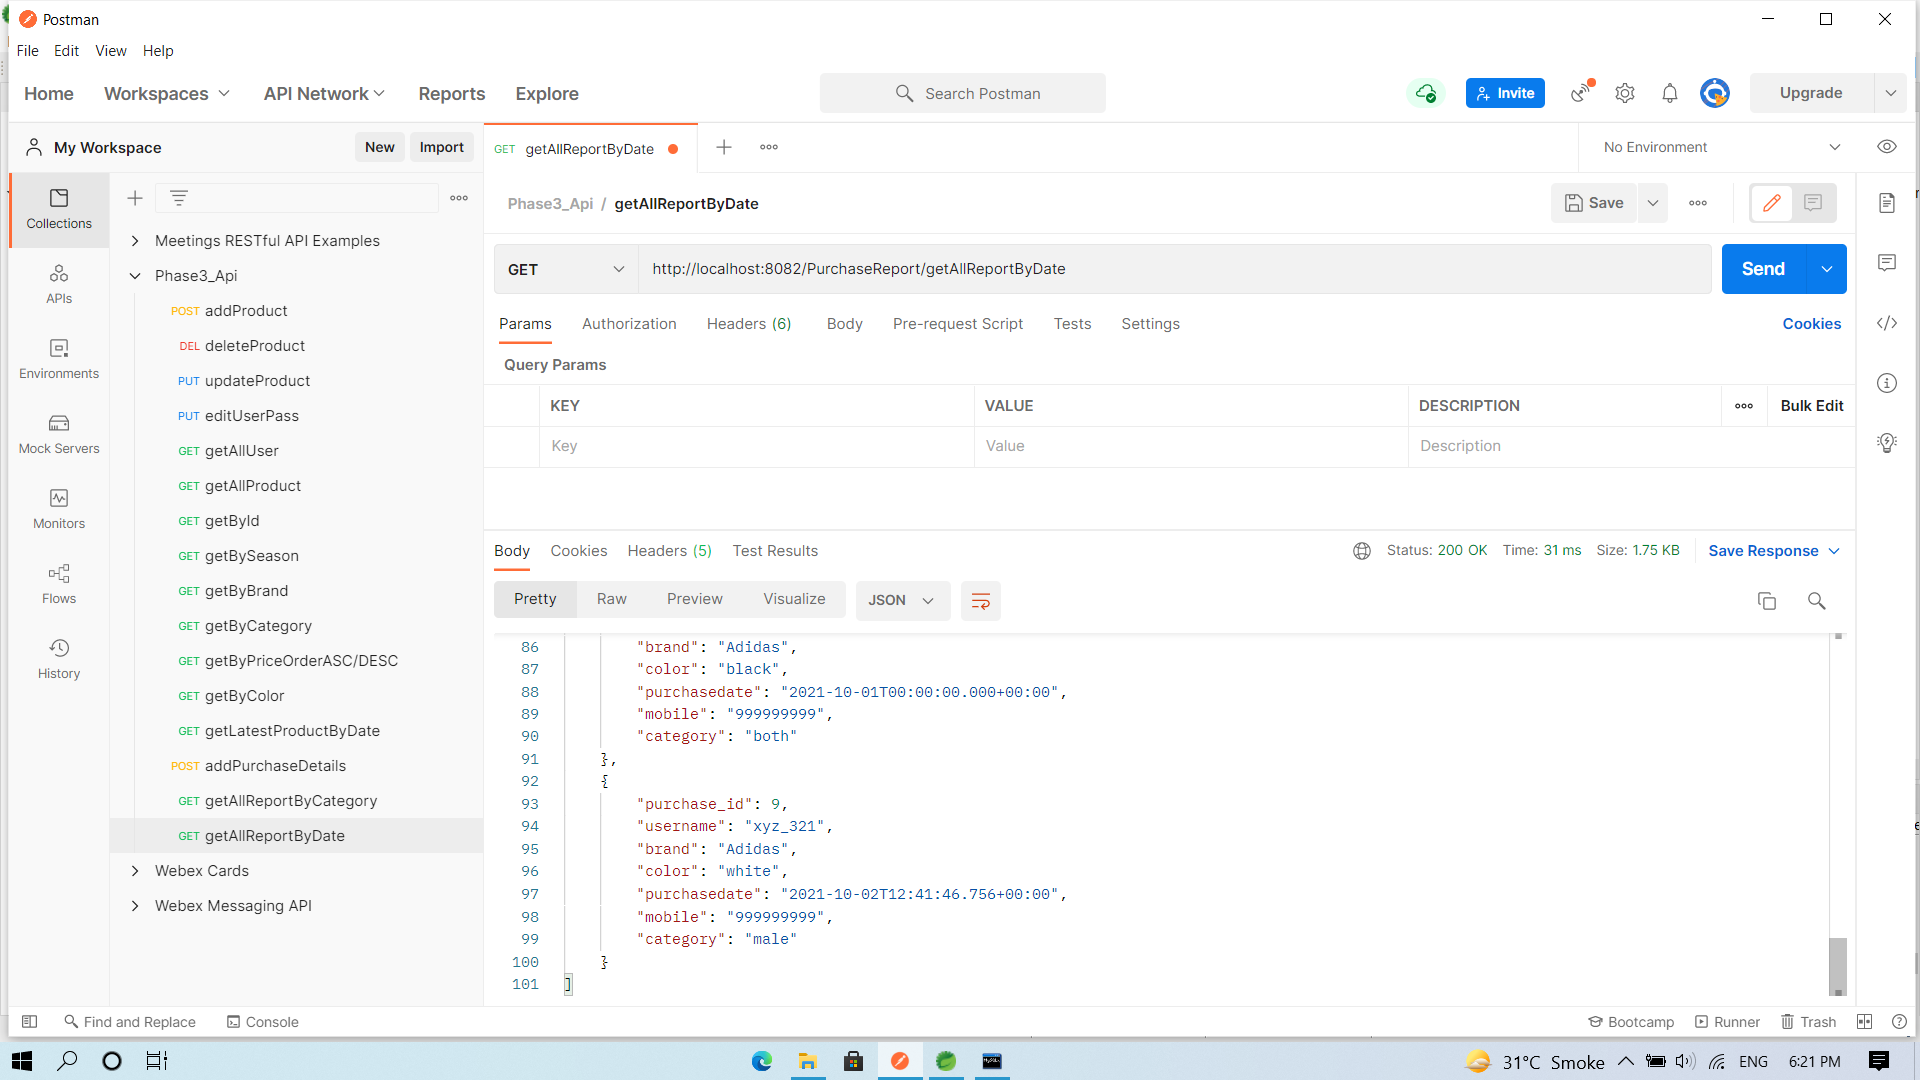 Postman
File Edit View Help
Home Workspaces API Network Reports Explore Search Postman Invite Upgrade
My Workspace New Import GET getAllReportByDate No Environment
Phase3_Api / getAllReportByDate Save
Collections
APIs
Environments
Mock Servers
Monitors
Flows
History
Meetings RESTful API Examples
Phase3_Api
POST addProduct
DEL deleteProduct
PUT updateProduct
PUT editUserPass
GET getAllUser
GET getAllProduct
GET getById
GET getBySeason
GET getByBrand
GET getByCategory
GET getByPriceOrderASC/DESC
GET getByColor
GET getLatestProductByDate
POST addPurchaseDetails
GET getAllReportByCategory
GET getAllReportByDate
Webex Cards
Webex Messaging API
GET http://localhost:8082/PurchaseReport/getAllReportByDate Send
Params Authorization Headers (6) Body Pre-request Script Tests Settings Cookies
Query Params
KEY VALUE DESCRIPTION Bulk Edit
Key Value Description
Body Cookies Headers (5) Test Results Status: 200 OK Time: 31 ms Size: 1.75 KB Save Response
Pretty Raw Preview Visualize JSON
86 "brand": "Adidas",
87 "color": "black",
88 "purchasedate": "2021-10-01T00:00:00.000+00:00",
89 "mobile": "999999999",
90 "category": "both"
91 },
92 {
93 "purchase_id": 9,
94 "username": "xyz_321",
95 "brand": "Adidas",
96 "color": "white",
97 "purchasedate": "2021-10-02T12:41:46.756+00:00",
98 "mobile": "999999999",
99 "category": "male"
100 }
101 ]
Find and Replace Console Bootcamp Runner Trash
31°C Smoke ENG 6:21 PM